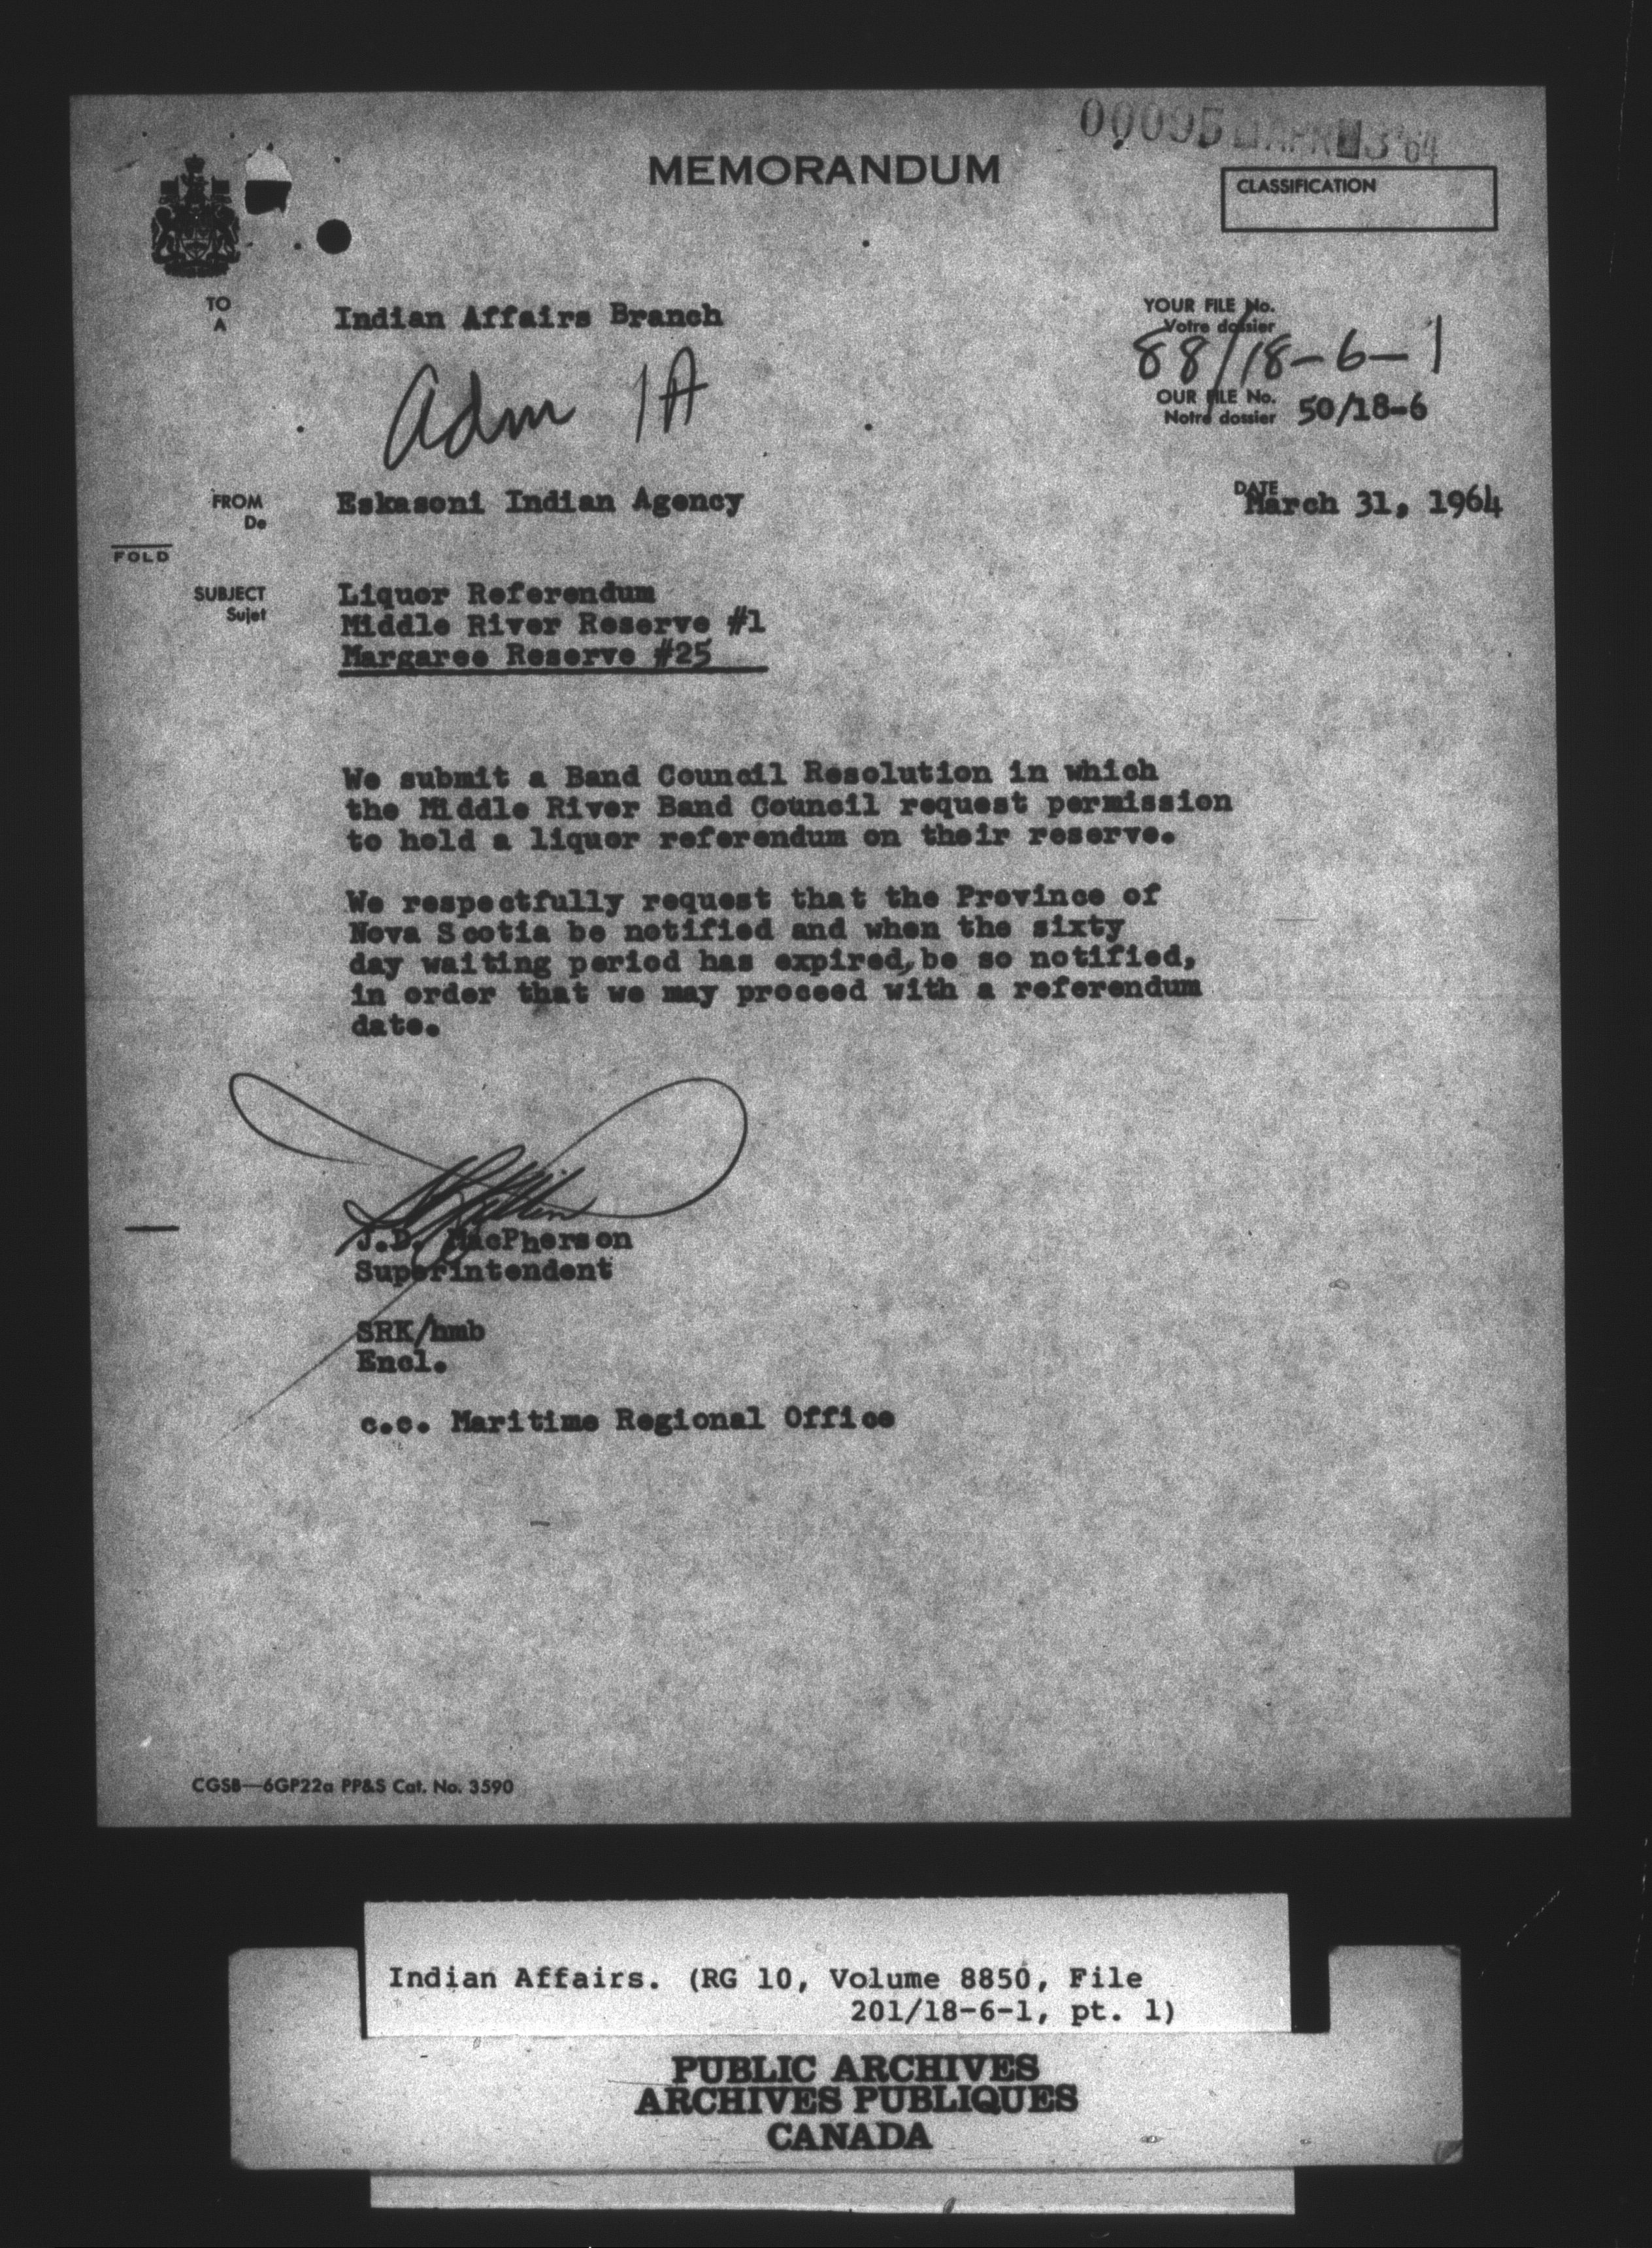 00095 APR 3 '64
MEMORANDUM
CLASSIFICATION
TO
A
Indian Affairs Branch
YOUR FILE No.
Votre dossier
88/18-6-1
Adm 1A
OUR FILE No.
Notre dossier 50/18-6
FROM
De
Eskasoni Indian Agency
DATE
March 31, 1964
FOLD
SUBJECT
Sujet
Liquor Referendum
Middle River Reserve #1
Margaree Reserve #25
We submit a Band Council Resolution in which
the Middle River Band Council request permission
to hold a liquor referendum on their reserve.
We respectfully request that the Province of
Nova Scotia be notified and when the sixty
day waiting period has expired, be so notified,
in order that we may proceed with a referendum
date.
J.D. MacPherson
Superintendent
SRK/hmb
Encl.
c.c. Maritime Regional Office
CGSB—6GP22a PP&S Cat. No. 3590
Indian Affairs. (RG 10, Volume 8850, File
201/18-6-1, pt. 1)
PUBLIC ARCHIVES
ARCHIVES PUBLIQUES
CANADA